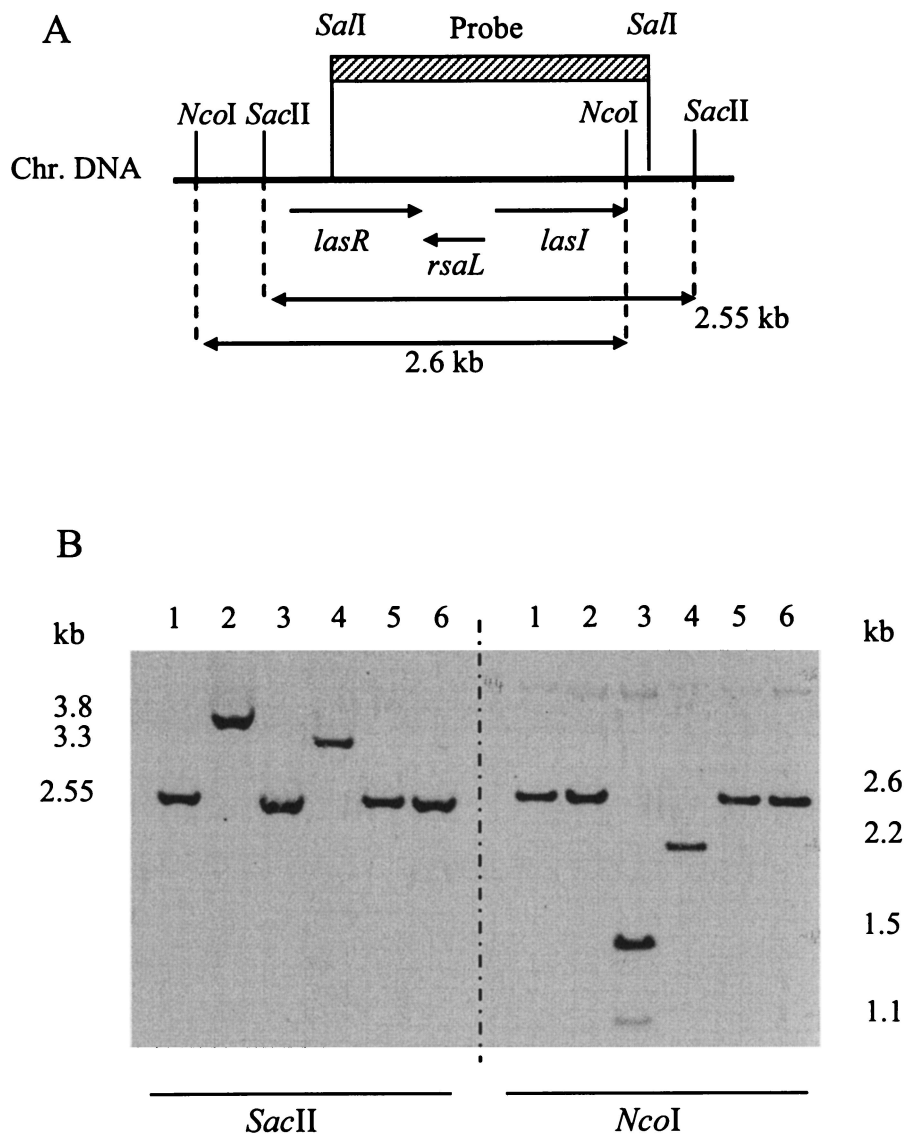 A
SalI Probe SalI
NcoI SacII NcoI SacII
Chr. DNA
lasR lasI
rsaL
2.55 kb
2.6 kb
B
1 2 3 4 5 6 1 2 3 4 5 6
kb kb
3.8
3.3
2.55 2.6
2.2
1.5
1.1
SacII NcoI